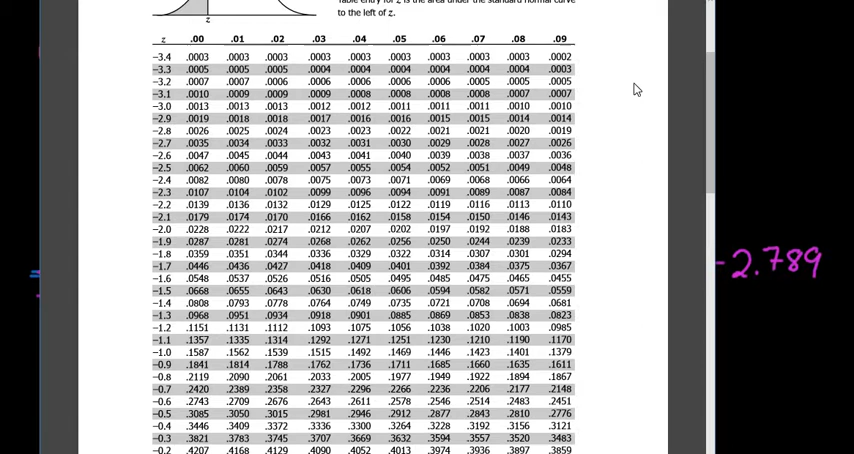 Table entry for z is the area under the standard normal curve
to the left of z.
z
z .00 .01 .02 .03 .04 .05 .06 .07 .08 .09
−3.4 .0003 .0003 .0003 .0003 .0003 .0003 .0003 .0003 .0003 .0002
−3.3 .0005 .0005 .0005 .0004 .0004 .0004 .0004 .0004 .0004 .0003
−3.2 .0007 .0007 .0006 .0006 .0006 .0006 .0006 .0005 .0005 .0005
−3.1 .0010 .0009 .0009 .0009 .0008 .0008 .0008 .0008 .0007 .0007
−3.0 .0013 .0013 .0013 .0012 .0012 .0011 .0011 .0011 .0010 .0010
−2.9 .0019 .0018 .0018 .0017 .0016 .0016 .0015 .0015 .0014 .0014
−2.8 .0026 .0025 .0024 .0023 .0023 .0022 .0021 .0021 .0020 .0019
−2.7 .0035 .0034 .0033 .0032 .0031 .0030 .0029 .0028 .0027 .0026
−2.6 .0047 .0045 .0044 .0043 .0041 .0040 .0039 .0038 .0037 .0036
−2.5 .0062 .0060 .0059 .0057 .0055 .0054 .0052 .0051 .0049 .0048
−2.4 .0082 .0080 .0078 .0075 .0073 .0071 .0069 .0068 .0066 .0064
−2.3 .0107 .0104 .0102 .0099 .0096 .0094 .0091 .0089 .0087 .0084
−2.2 .0139 .0136 .0132 .0129 .0125 .0122 .0119 .0116 .0113 .0110
−2.1 .0179 .0174 .0170 .0166 .0162 .0158 .0154 .0150 .0146 .0143
−2.0 .0228 .0222 .0217 .0212 .0207 .0202 .0197 .0192 .0188 .0183
−1.9 .0287 .0281 .0274 .0268 .0262 .0256 .0250 .0244 .0239 .0233
−1.8 .0359 .0351 .0344 .0336 .0329 .0322 .0314 .0307 .0301 .0294
−1.7 .0446 .0436 .0427 .0418 .0409 .0401 .0392 .0384 .0375 .0367
= -2.789
−1.6 .0548 .0537 .0526 .0516 .0505 .0495 .0485 .0475 .0465 .0455
−1.5 .0668 .0655 .0643 .0630 .0618 .0606 .0594 .0582 .0571 .0559
−1.4 .0808 .0793 .0778 .0764 .0749 .0735 .0721 .0708 .0694 .0681
−1.3 .0968 .0951 .0934 .0918 .0901 .0885 .0869 .0853 .0838 .0823
−1.2 .1151 .1131 .1112 .1093 .1075 .1056 .1038 .1020 .1003 .0985
−1.1 .1357 .1335 .1314 .1292 .1271 .1251 .1230 .1210 .1190 .1170
−1.0 .1587 .1562 .1539 .1515 .1492 .1469 .1446 .1423 .1401 .1379
−0.9 .1841 .1814 .1788 .1762 .1736 .1711 .1685 .1660 .1635 .1611
−0.8 .2119 .2090 .2061 .2033 .2005 .1977 .1949 .1922 .1894 .1867
−0.7 .2420 .2389 .2358 .2327 .2296 .2266 .2236 .2206 .2177 .2148
−0.6 .2743 .2709 .2676 .2643 .2611 .2578 .2546 .2514 .2483 .2451
−0.5 .3085 .3050 .3015 .2981 .2946 .2912 .2877 .2843 .2810 .2776
−0.4 .3446 .3409 .3372 .3336 .3300 .3264 .3228 .3192 .3156 .3121
−0.3 .3821 .3783 .3745 .3707 .3669 .3632 .3594 .3557 .3520 .3483
−0.2 .4207 .4168 .4129 .4090 .4052 .4013 .3974 .3936 .3897 .3859